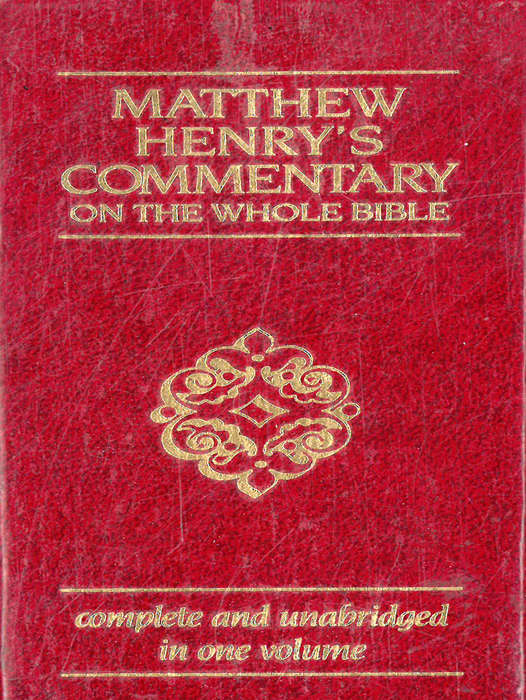 MATTHEW
HENRY'S
COMMENTARY
ON THE WHOLE BIBLE
complete and unabridged
in one volume